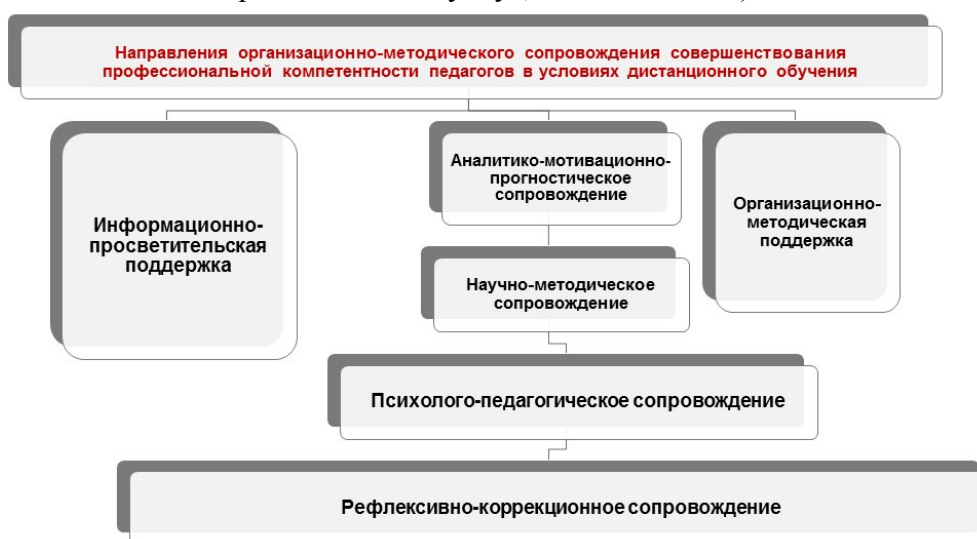 Направления организационно-методического сопровождения совершенствования
профессиональной компетентности педагогов в условиях дистанционного обучения
Информационно-
просветительская
поддержка
Аналитико-мотивационно-
прогностическое
сопровождение
Организационно-
методическая
поддержка
Научно-методическое
сопровождение
Психолого-педагогическое сопровождение
Рефлексивно-коррекционное сопровождение